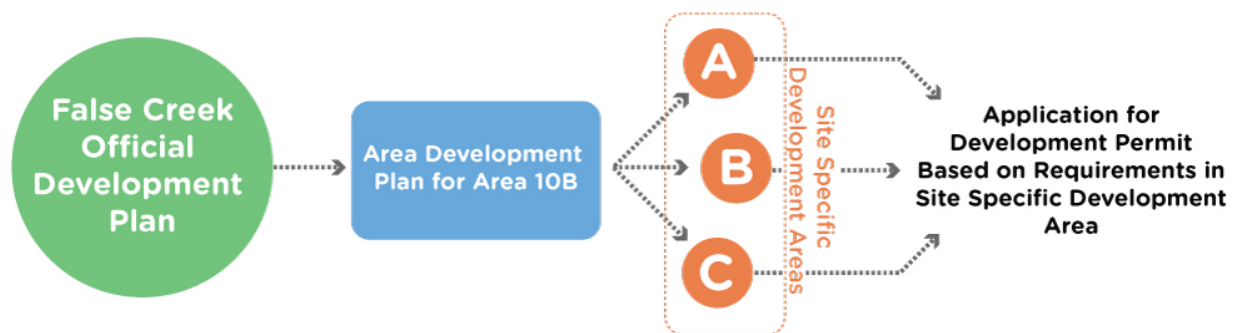 False Creek
Official
Development
Plan
Area Development
Plan for Area 10B
A
B
C
Site Specific
Development Areas
Application for
Development Permit
Based on Requirements in
Site Specific Development
Area